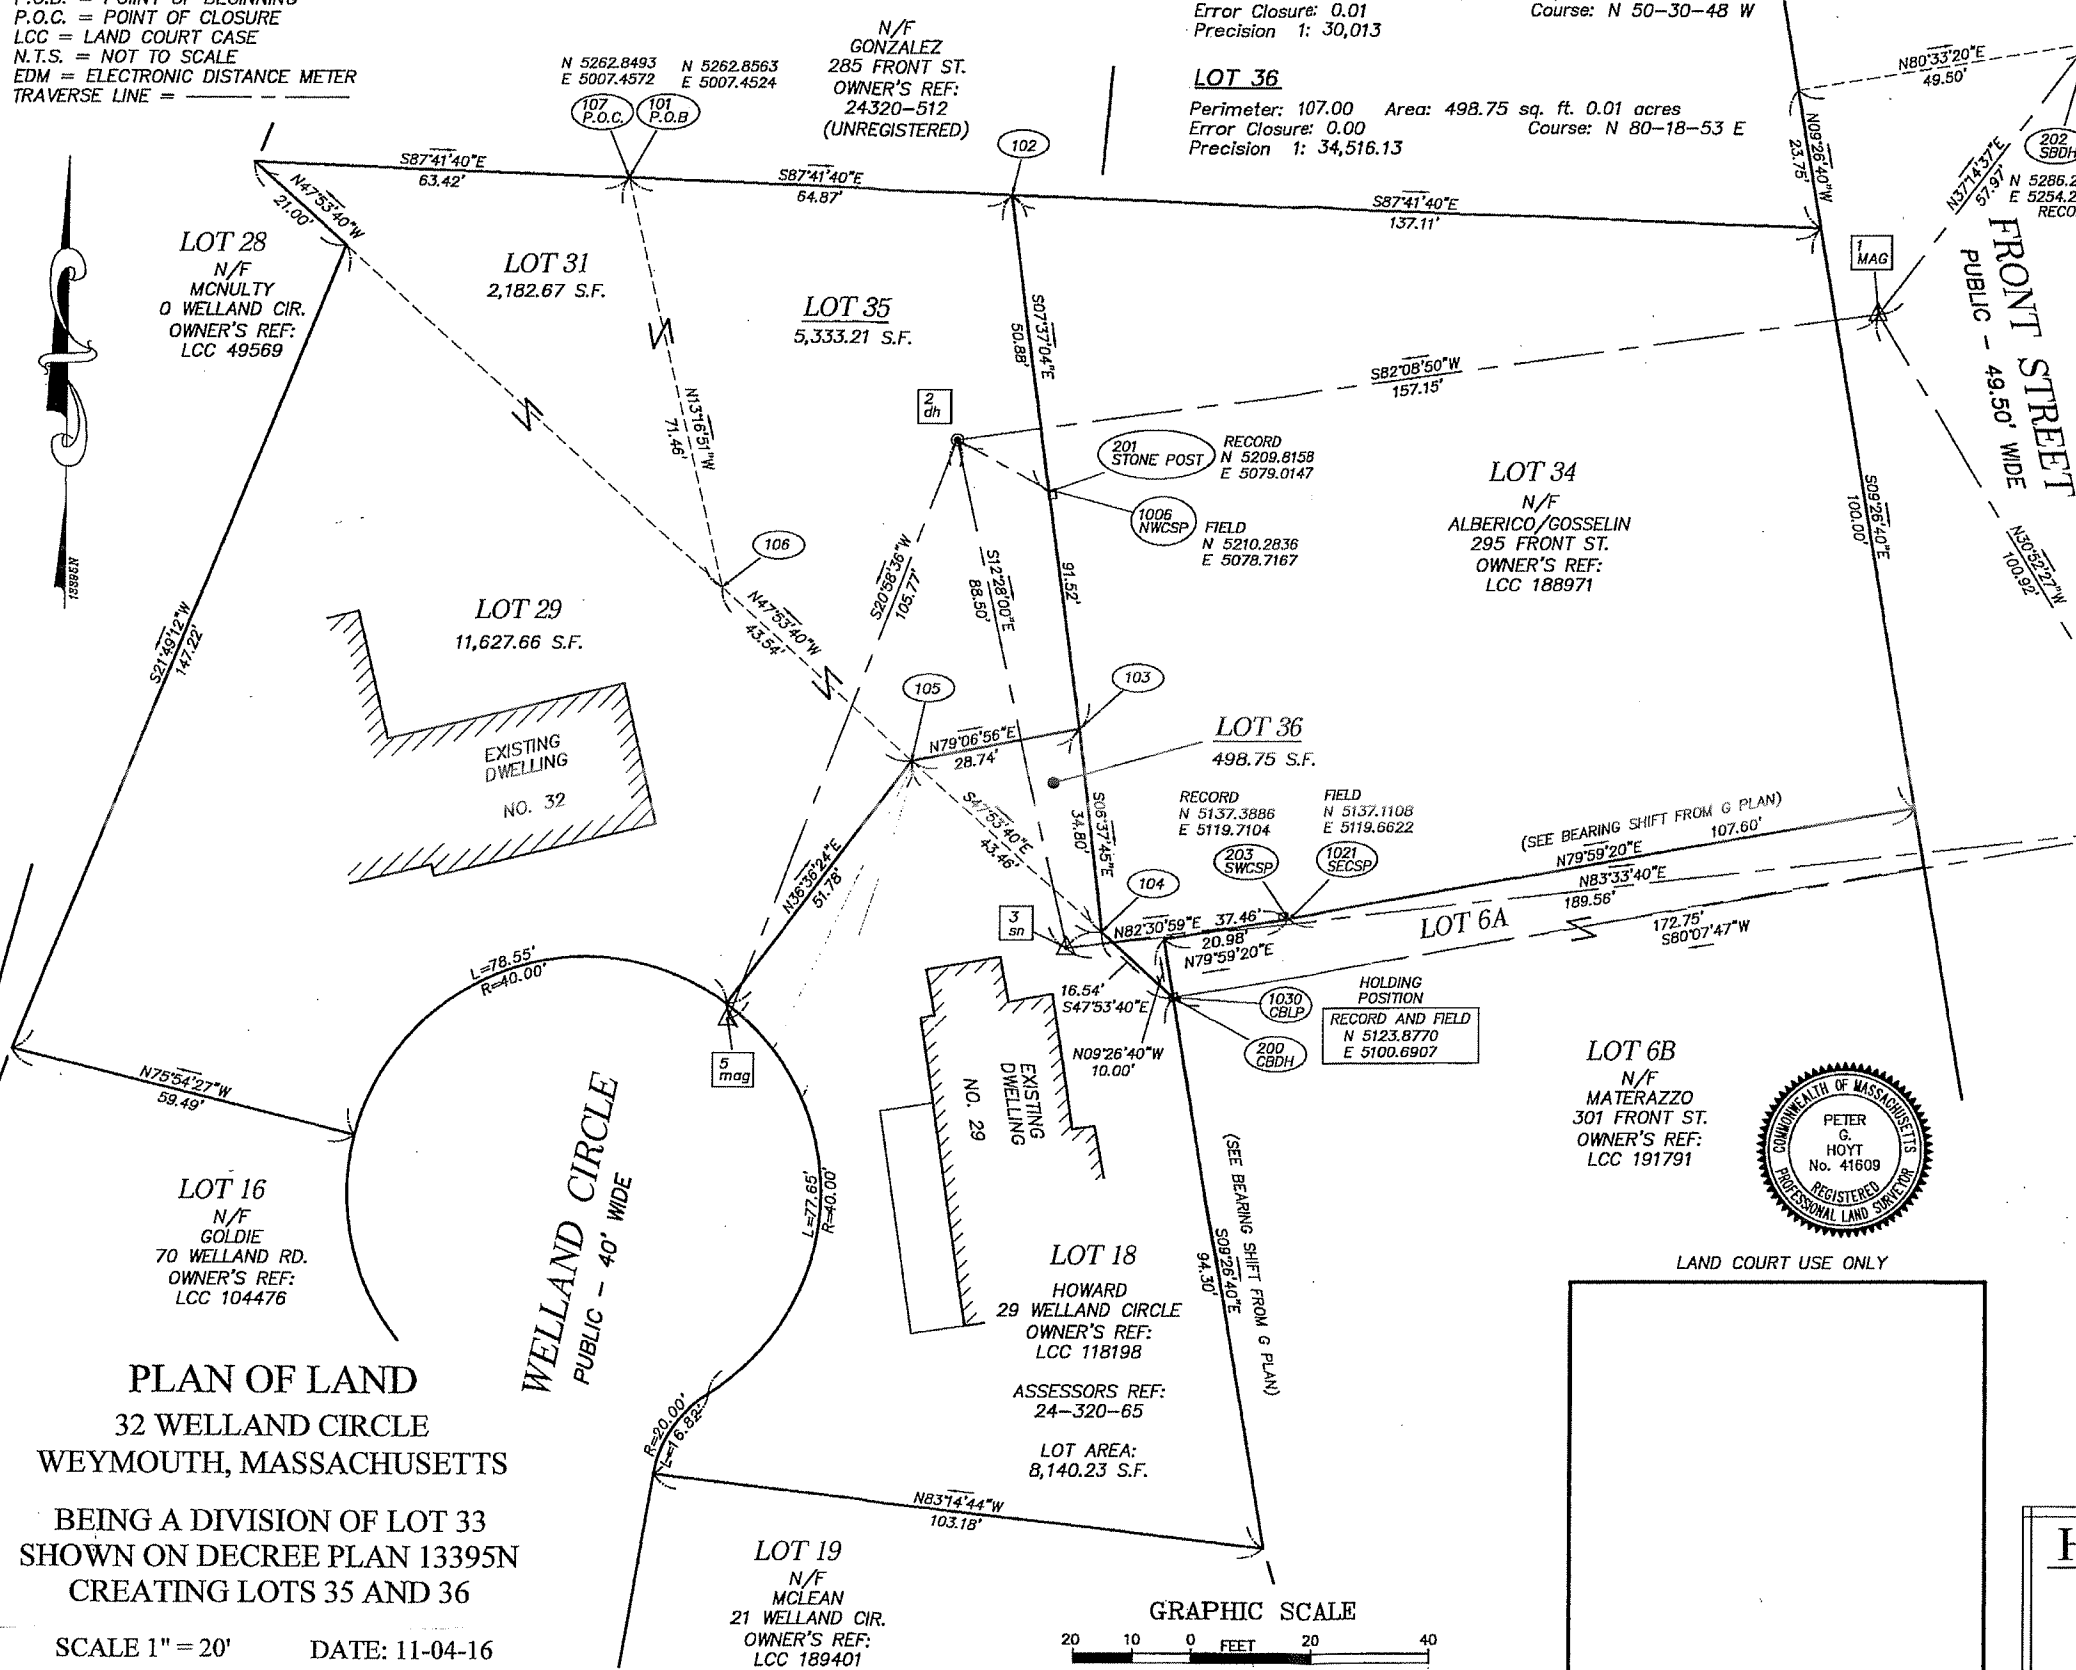 P.O.C. = POINT OF CLOSURE
LCC = LAND COURT CASE
N.T.S. = NOT TO SCALE
EDM = ELECTRONIC DISTANCE METER
TRAVERSE LINE =
N 5262.8493
E 5007.4572
N 5262.8563
E 5007.4524
107
P.O.C.
101
P.O.B
N/F
GONZALEZ
285 FRONT ST.
OWNER'S REF:
24320-512
(UNREGISTERED)
Error Closure: 0.01 Course: N 50-30-48 W
Precision 1: 30,013
LOT 36
Perimeter: 107.00 Area: 498.75 sq. ft. 0.01 acres
Error Closure: 0.00 Course: N 80-18-53 E
Precision 1: 34,516.13
N80°33'20"E
49.50'
N09°26'40"W
23.75'
N37°14'37"E
57.97'
202
SBDH
N 5286.2
E 5254.2
RECO
FRONT STREET
PUBLIC - 49.50' WIDE
1
MAG
102
S87°41'40"E
63.42'
S87°41'40"E
64.87'
S87°41'40"E
137.11'
N47°53'40"W
21.00'
LOT 28
N/F
MCNULTY
0 WELLAND CIR.
OWNER'S REF:
LCC 49569
LOT 31
2,182.67 S.F.
LOT 35
5,333.21 S.F.
S07°37'04"E
50.88'
S82°08'50"W
157.15'
2
dh
N13°16'51"W
71.46'
201
STONE POST
RECORD
N 5209.8158
E 5079.0147
1006
NWCSP
FIELD
N 5210.2836
E 5078.7167
LOT 34
N/F
ALBERICO/GOSSELIN
295 FRONT ST.
OWNER'S REF:
LCC 188971
S09°26'40"E
100.00'
N30°52'27"W
100.92'
13395N
106
S20°58'36"W
105.77'
S12°28'00"E
88.50'
91.52'
LOT 29
11,627.66 S.F.
N47°53'40"W
43.54'
S21°49'12"W
147.22'
105
103
EXISTING
DWELLING
NO. 32
N79°06'56"E
28.74'
LOT 36
498.75 S.F.
S47°53'40"E
43.46'
S06°37'45"E
34.80'
RECORD
N 5137.3886
E 5119.7104
FIELD
N 5137.1108
E 5119.6622
203
SWCSP
1021
SECSP
(SEE BEARING SHIFT FROM G PLAN)
107.60'
N79°59'20"E
N83°33'40"E
189.56'
LOT 6A
172.75'
S80°07'47"W
N36°36'24"E
51.78'
104
3
sn
N82°30'59"E
37.46'
20.98'
N79°59'20"E
16.54'
S47°53'40"E
L=78.55'
R=40.00'
1030
CBLP
200
CBDH
HOLDING
POSITION
RECORD AND FIELD
N 5123.8770
E 5100.6907
N09°26'40"W
10.00'
5
mag
N75°54'27"W
59.49'
EXISTING
DWELLING
NO. 29
LOT 6B
N/F
MATERAZZO
301 FRONT ST.
OWNER'S REF:
LCC 191791
COMMONWEALTH OF MASSACHUSETTS
PETER
G.
HOYT
No. 41609
REGISTERED
PROFESSIONAL LAND SURVEYOR
WELLAND CIRCLE
PUBLIC - 40' WIDE
L=77.65'
R=40.00'
(SEE BEARING SHIFT FROM G PLAN)
S09°26'40"E
94.30'
LOT 16
N/F
GOLDIE
70 WELLAND RD.
OWNER'S REF:
LCC 104476
LOT 18
HOWARD
29 WELLAND CIRCLE
OWNER'S REF:
LCC 118198
ASSESSORS REF:
24-320-65
LOT AREA:
8,140.23 S.F.
LAND COURT USE ONLY
PLAN OF LAND
32 WELLAND CIRCLE
WEYMOUTH, MASSACHUSETTS
BEING A DIVISION OF LOT 33
SHOWN ON DECREE PLAN 13395N
CREATING LOTS 35 AND 36
SCALE 1" = 20' DATE: 11-04-16
R=20.00'
L=16.82'
N83°14'44"W
103.18'
LOT 19
N/F
MCLEAN
21 WELLAND CIR.
OWNER'S REF:
LCC 189401
GRAPHIC SCALE
20 10 0 FEET 20 40
H